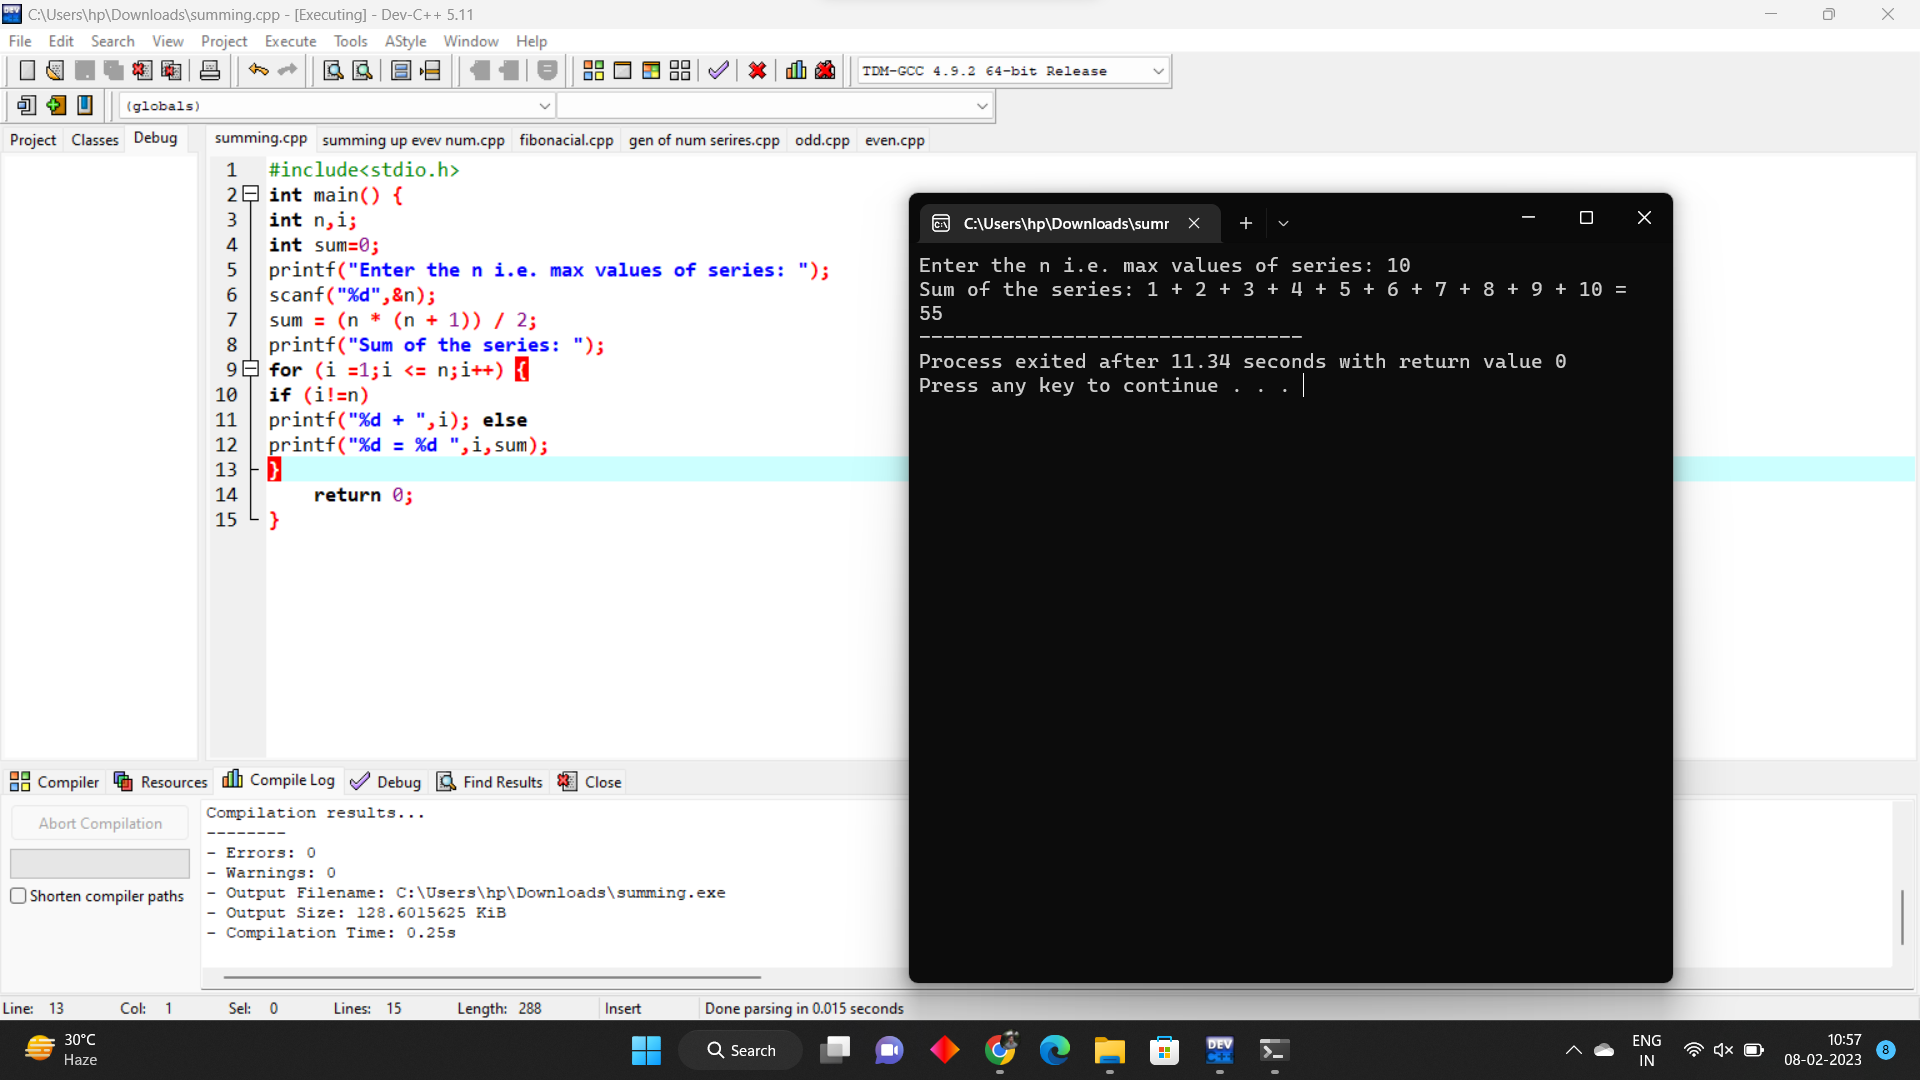 C:\Users\hp\Downloads\summing.cpp - [Executing] - Dev-C++ 5.11
File Edit Search View Project Execute Tools AStyle Window Help
TDM-GCC 4.9.2 64-bit Release
(globals)
Project Classes Debug
summing.cpp summing up evev num.cpp fibonacial.cpp gen of num serires.cpp odd.cpp even.cpp
1 #include<stdio.h>
2 int main() {
3 int n,i;
4 int sum=0;
5 printf("Enter the n i.e. max values of series: ");
6 scanf("%d",&n);
7 sum = (n * (n + 1)) / 2;
8 printf("Sum of the series: ");
9 for (i =1;i <= n;i++) {
10 if (i!=n)
11 printf("%d + ",i); else
12 printf("%d = %d ",i,sum);
13 }
14 return 0;
15 }
C:\Users\hp\Downloads\sumr
Enter the n i.e. max values of series: 10
Sum of the series: 1 + 2 + 3 + 4 + 5 + 6 + 7 + 8 + 9 + 10 =
55
--------------------------------
Process exited after 11.34 seconds with return value 0
Press any key to continue . . .
Compiler Resources Compile Log Debug Find Results Close
Abort Compilation
Shorten compiler paths
Compilation results...
--------
- Errors: 0
- Warnings: 0
- Output Filename: C:\Users\hp\Downloads\summing.exe
- Output Size: 128.6015625 KiB
- Compilation Time: 0.25s
Line: 13 Col: 1 Sel: 0 Lines: 15 Length: 288 Insert Done parsing in 0.015 seconds
30°C
Haze
Search
DEV
C++
ENG
IN
10:57
08-02-2023
8